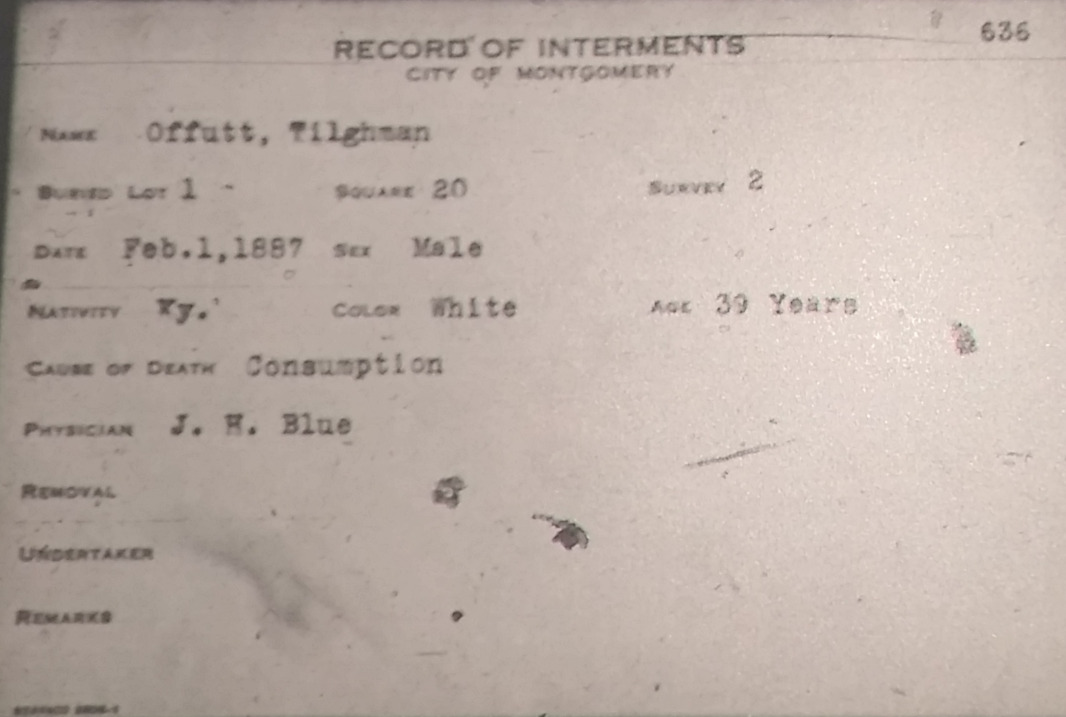 636
RECORD OF INTERMENTS
CITY OF MONTGOMERY
NAME Offutt, Tilghman
BURIED LOT 1 - SQUARE 20 SURVEY 2
DATE Feb.1,1887 SEX Male
NATIVITY Ky. COLOR White AGE 39 Years
CAUSE OF DEATH Consumption
PHYSICIAN J. H. Blue
REMOVAL
UNDERTAKER
REMARKS